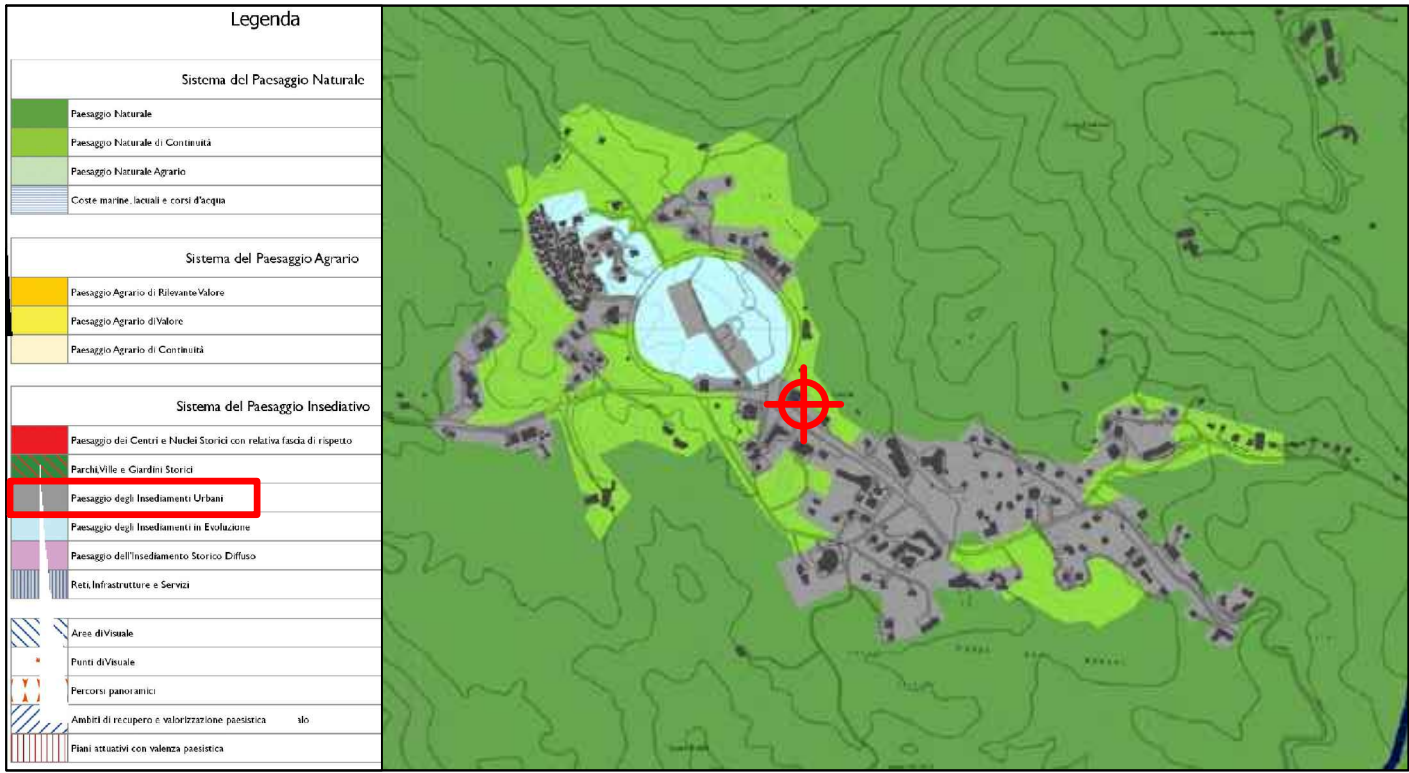 Legenda
Sistema del Paesaggio Naturale
Paesaggio Naturale
Paesaggio Naturale di Continuità
Paesaggio Naturale Agrario
Coste marine, lacuali e corsi d'acqua
Sistema del Paesaggio Agrario
Paesaggio Agrario di Rilevante Valore
Paesaggio Agrario di Valore
Paesaggio Agrario di Continuità
Sistema del Paesaggio Insediativo
Paesaggio dei Centri e Nuclei Storici con relativa fascia di rispetto
Parchi, Ville e Giardini Storici
Paesaggio degli Insediamenti Urbani
Paesaggio degli Insediamenti in Evoluzione
Paesaggio dell'Insediamento Storico Diffuso
Reti, Infrastrutture e Servizi
Aree di Visuale
Punti di Visuale
Percorsi panoramici
Ambiti di recupero e valorizzazione paesistica alo
Piani attuativi con valenza paesistica